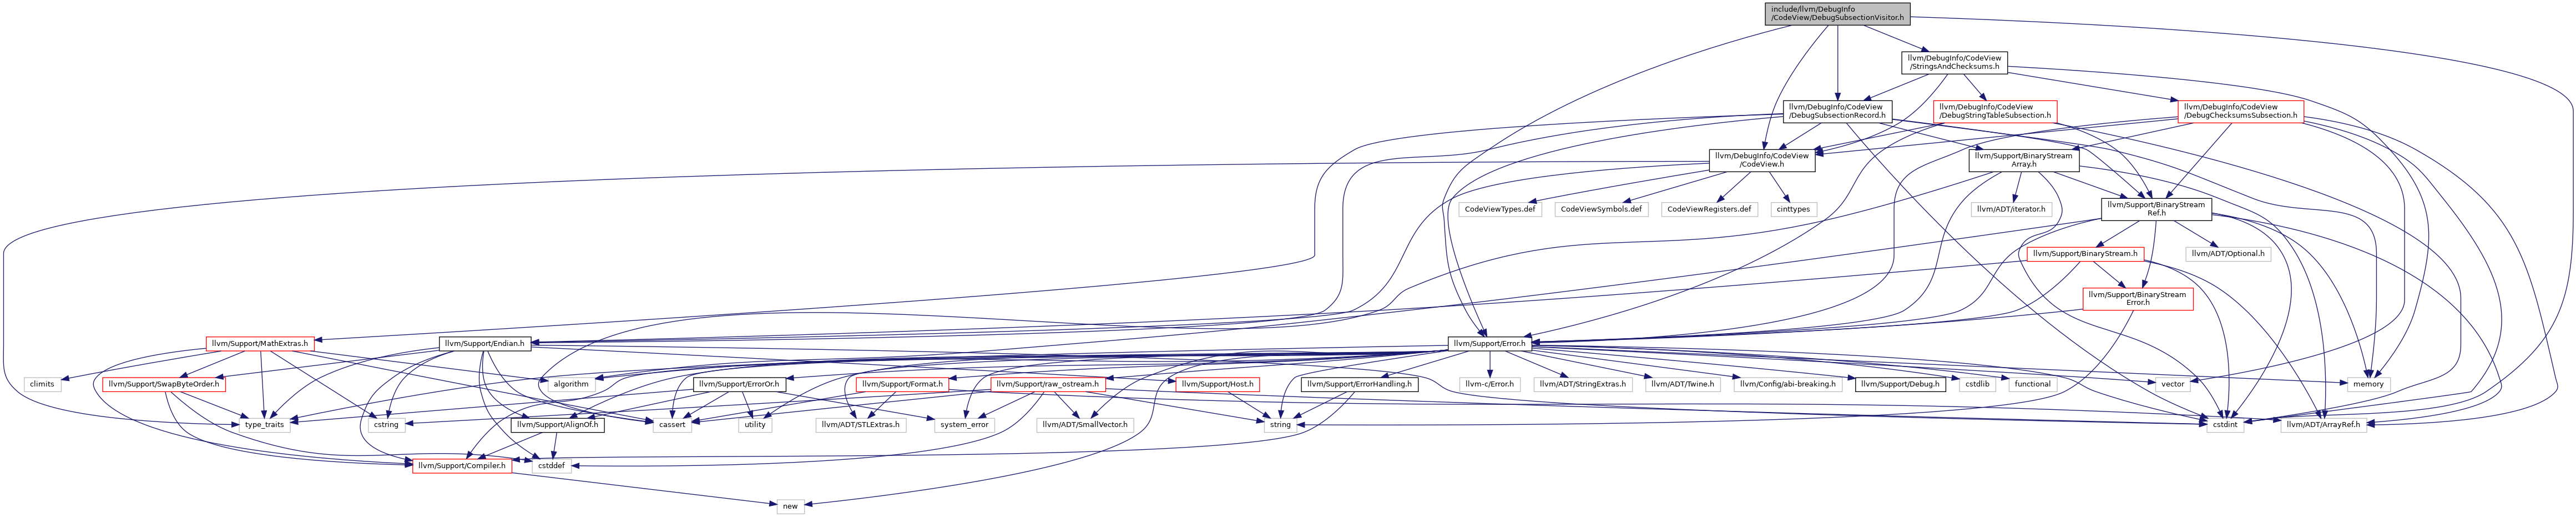 include/llvm/DebugInfo
/CodeView/DebugSubsectionVisitor.h
llvm/DebugInfo/CodeView
/StringsAndChecksums.h
llvm/DebugInfo/CodeView
/DebugSubsectionRecord.h
llvm/DebugInfo/CodeView
/DebugStringTableSubsection.h
llvm/DebugInfo/CodeView
/DebugChecksumsSubsection.h
llvm/DebugInfo/CodeView
/CodeView.h
llvm/Support/BinaryStream
Array.h
CodeViewTypes.def
CodeViewSymbols.def
CodeViewRegisters.def
cinttypes
llvm/ADT/iterator.h
llvm/Support/BinaryStream
Ref.h
llvm/Support/BinaryStream.h
llvm/ADT/Optional.h
llvm/Support/BinaryStream
Error.h
llvm/Support/MathExtras.h
llvm/Support/Endian.h
llvm/Support/Error.h
climits
llvm/Support/SwapByteOrder.h
algorithm
llvm/Support/ErrorOr.h
llvm/Support/Format.h
llvm/Support/raw_ostream.h
llvm/Support/Host.h
llvm/Support/ErrorHandling.h
llvm-c/Error.h
llvm/ADT/StringExtras.h
llvm/ADT/Twine.h
llvm/Config/abi-breaking.h
llvm/Support/Debug.h
cstdlib
functional
vector
memory
type_traits
cstring
llvm/Support/AlignOf.h
cassert
utility
llvm/ADT/STLExtras.h
system_error
llvm/ADT/SmallVector.h
string
cstdint
llvm/ADT/ArrayRef.h
llvm/Support/Compiler.h
cstddef
new